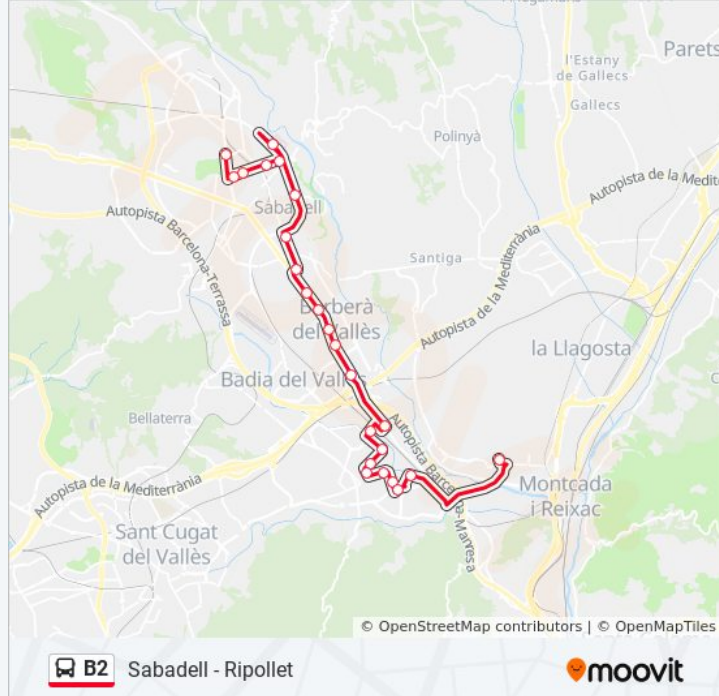 Parets
l'Estany
de Gallecs
Gallecs
Polinyà
Autopista de la Medite
Sabadell
Autopista Barcelona-Terrassa
Santiga
Barberà
del Vallès
Autopista de la Mediterrània
la Llagosta
Badia del Vallès
Bellaterra
Autopista Barcelona-Manresa
Autopista de la Mediterrània
Montcada
i Reixac
Sant Cugat
del Vallès
© OpenStreetMap contributors | © OpenMapTiles
B2 Sabadell - Ripollet
moovit